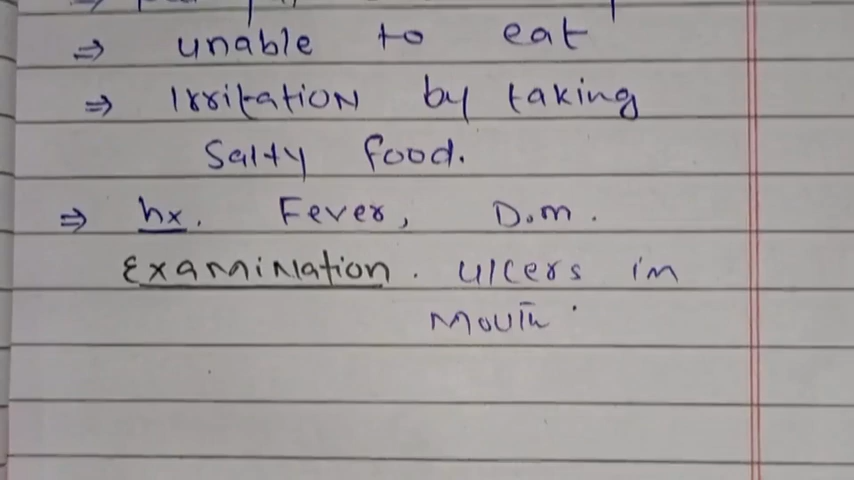 ⇒ unable to eat
⇒ Irritation by taking
Salty food.
⇒ hx. Fever, D.m.
Examination. ulcers in
Mouth.